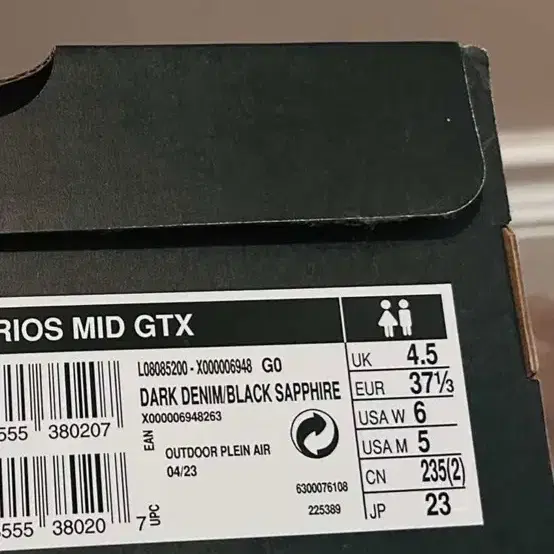 RIOS MID GTX
L08085200 - X000006948 G0
DARK DENIM/BLACK SAPPHIRE
X000006948263
555 380207
EAN
OUTDOOR PLEIN AIR
04/23
6300076108
225389
5555 38020 7
UPC
UK 4.5
EUR 37⅓
USA W 6
USA M 5
CN 235(2)
JP 23